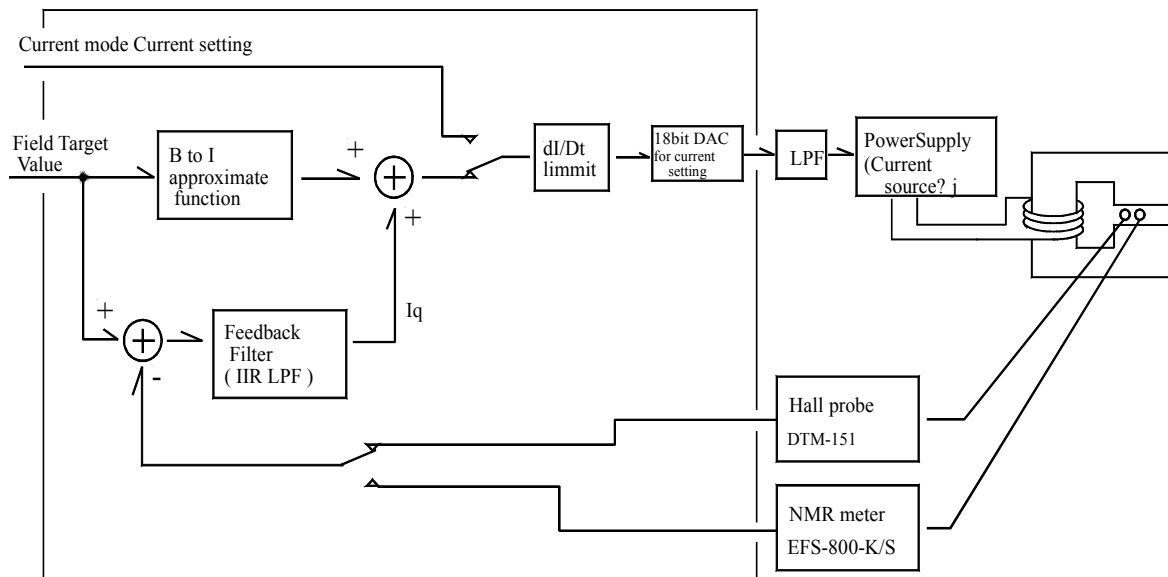 Current mode Current setting
Field Target
Value
B to I
approximate
function
+
+
+
dI/Dt
limmit
18bit DAC
for current
setting
LPF
PowerSupply
(Current
source? j
+
+
-
Feedback
Filter
( IIR LPF )
Iq
Hall probe
DTM-151
NMR meter
EFS-800-K/S